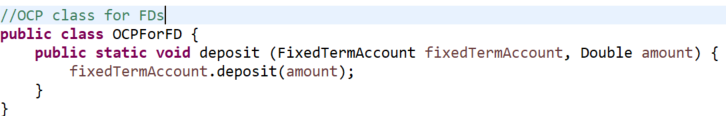 //OCP class for FDs
public class OCPForFD {
    public static void deposit (FixedTermAccount fixedTermAccount, Double amount) {
        fixedTermAccount.deposit(amount);
    }
}